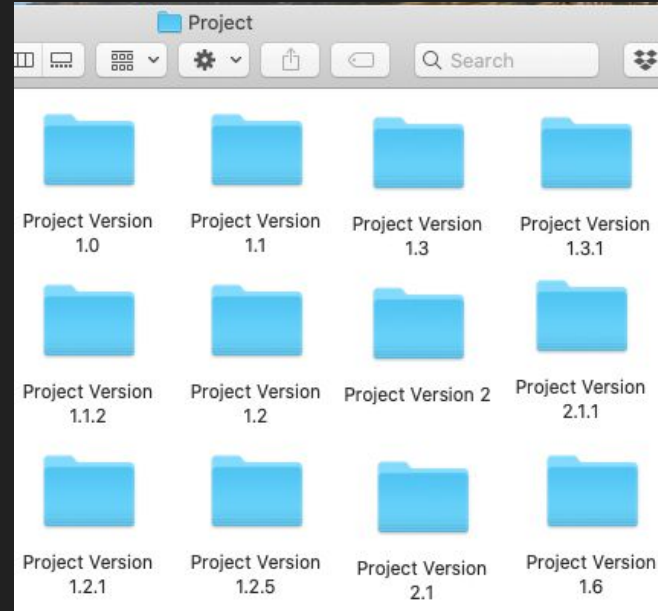 Project
Search
Project Version
1.0
Project Version
1.1
Project Version
1.3
Project Version
1.3.1
Project Version
1.1.2
Project Version
1.2
Project Version 2
Project Version
2.1.1
Project Version
1.2.1
Project Version
1.2.5
Project Version
2.1
Project Version
1.6